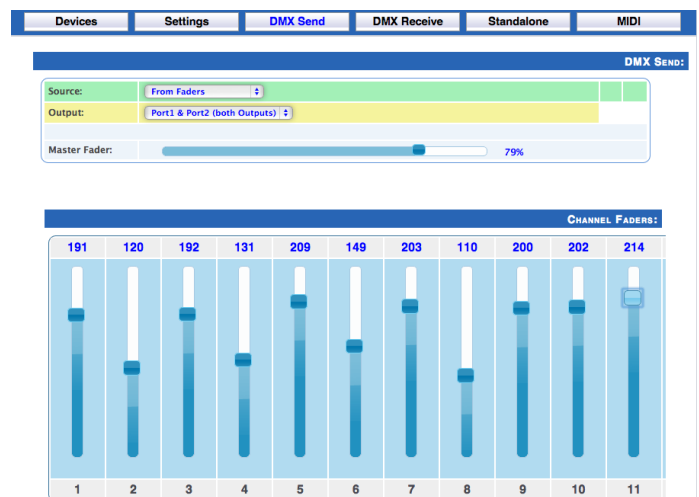 Devices Settings DMX Send DMX Receive Standalone MIDI
DMX Send:
Source: From Faders
Output: Port1 & Port2 (both Outputs)
Master Fader: 79%
Channel Faders:
191 120 192 131 209 149 203 110 200 202 214
1 2 3 4 5 6 7 8 9 10 11